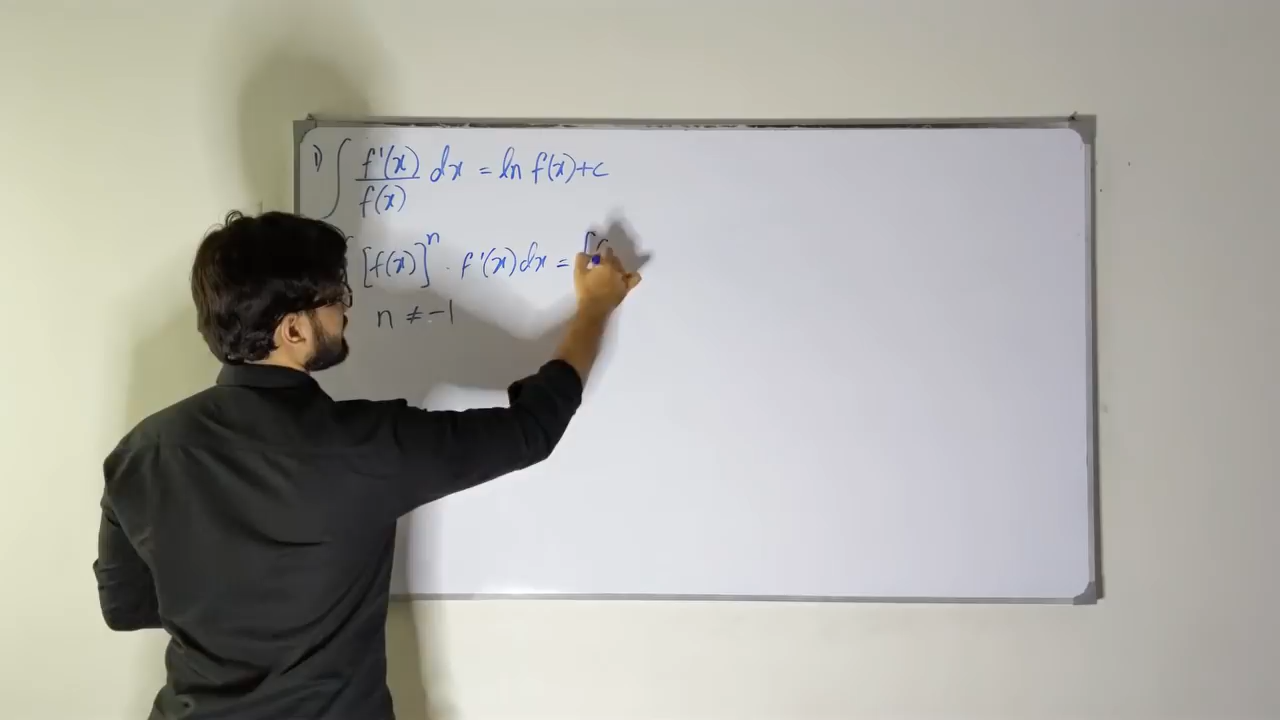 1) ∫ f'(x)/f(x) dx = ln f(x)+c
∫ [f(x)]^n · f'(x) dx = [
n ≠ -1